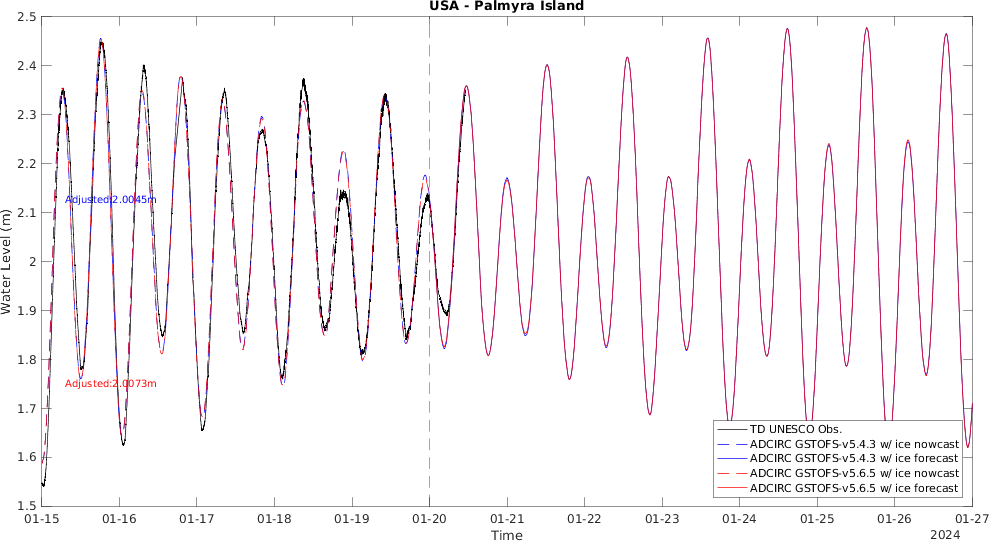 USA - Palmyra Island
2.5
2.4
2.3
2.2
2.1
2
1.9
1.8
1.7
1.6
1.5
Water Level (m)
Adjusted:2.0045m
Adjusted:2.0073m
TD UNESCO Obs.
ADCIRC GSTOFS-v5.4.3 w/ ice nowcast
ADCIRC GSTOFS-v5.4.3 w/ ice forecast
ADCIRC GSTOFS-v5.6.5 w/ ice nowcast
ADCIRC GSTOFS-v5.6.5 w/ ice forecast
01-15 01-16 01-17 01-18 01-19 01-20 01-21 01-22 01-23 01-24 01-25 01-26 01-27
Time
2024